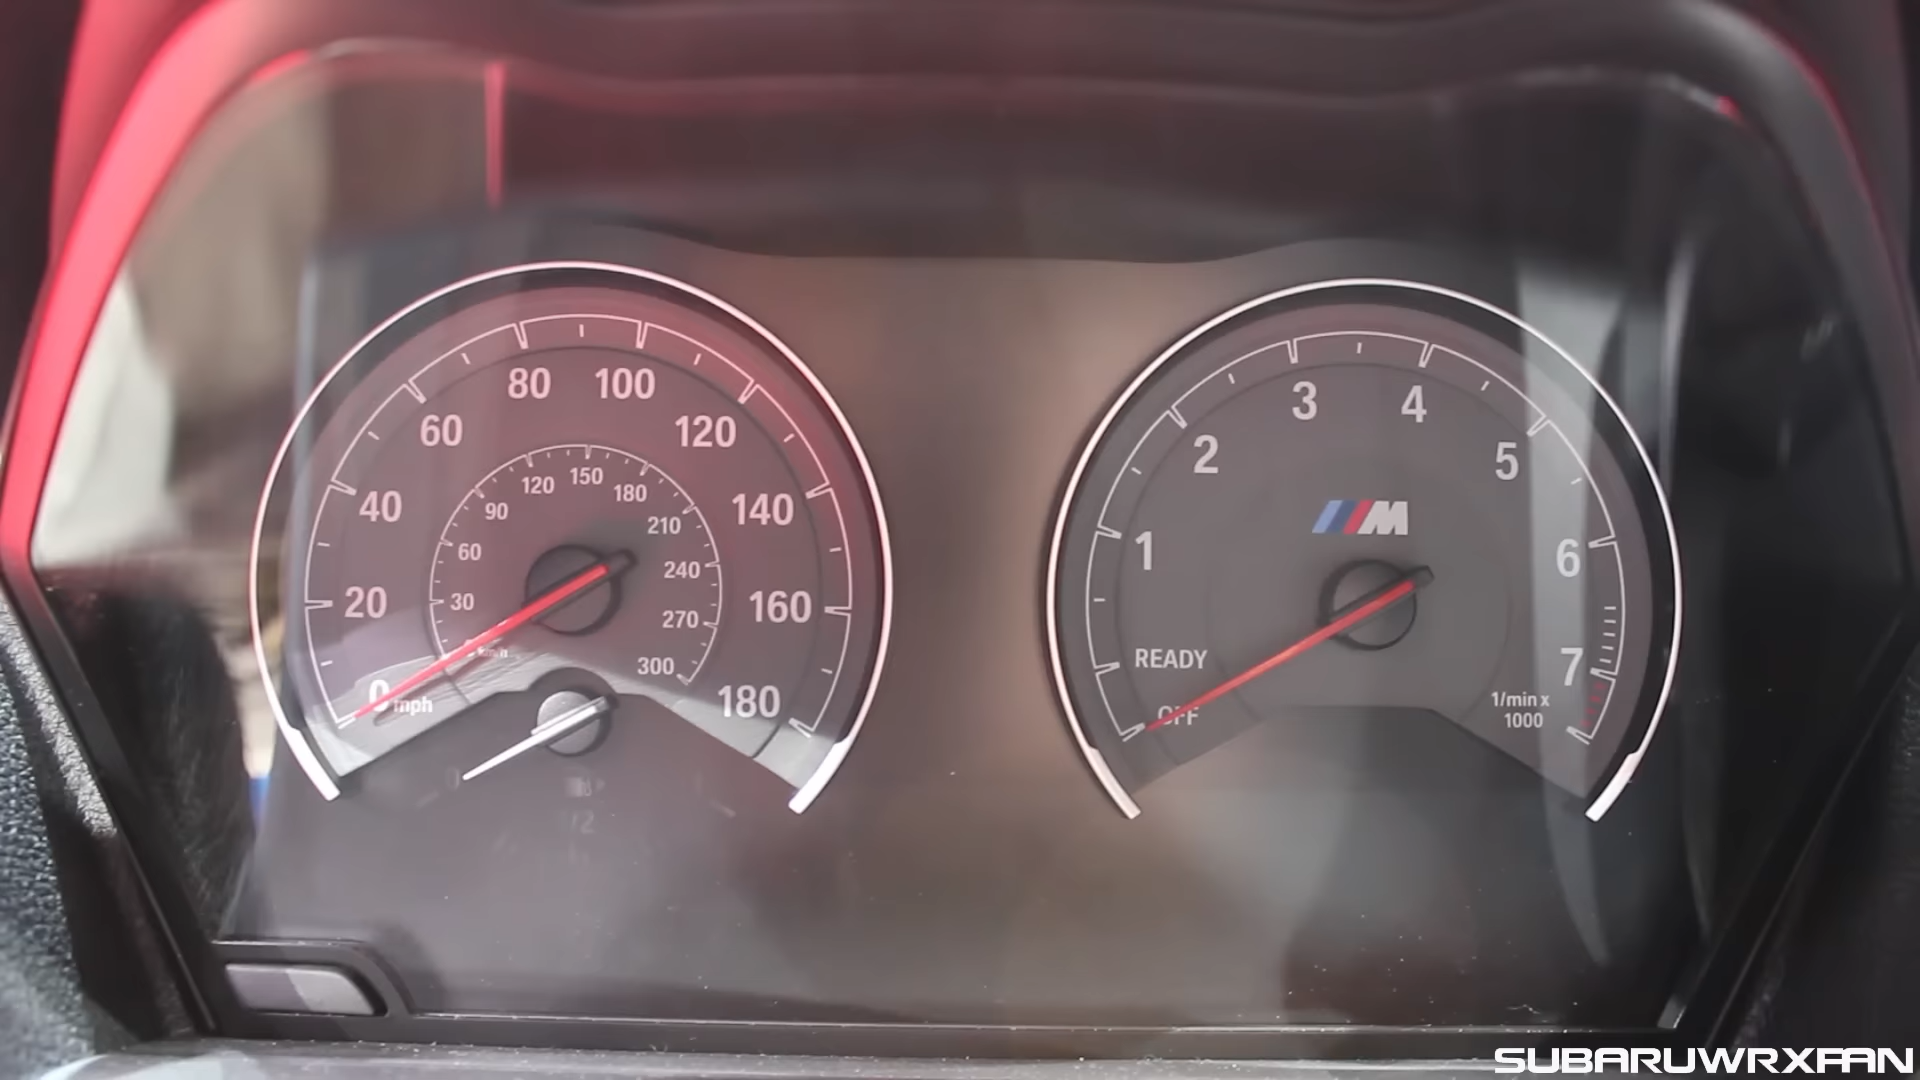 80 100
60 120
40 140
20 160
0 mph 180
120 150 180
90 210
60 240
30 270
300
3 4
2 5
M
1 6
READY 7
OFF
1/min x
1000
SUBARUWRXFAN